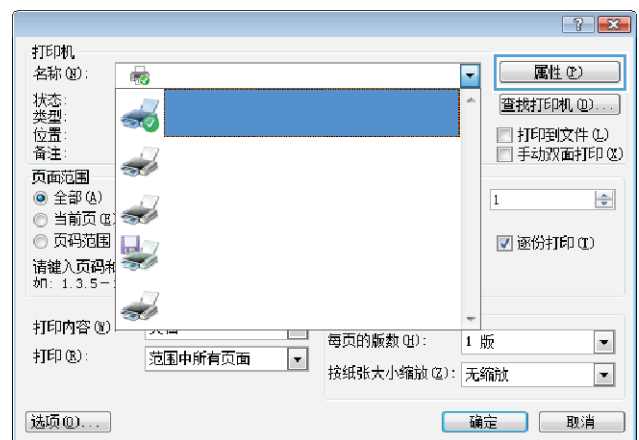 打印机
名称(N):
属性(P)
状态:
查找打印机(D)...
类型:
位置:
打印到文件(L)
备注:
手动双面打印(X)
页面范围
全部(A)
1
当前页(E)
页码范围
逐份打印(T)
请键入页码和
如: 1.3.5-
打印内容(W)
每页的版数(H):
1 版
打印(R):
范围中所有页面
按纸张大小缩放(Z):
无缩放
选项(O)...
确定
取消